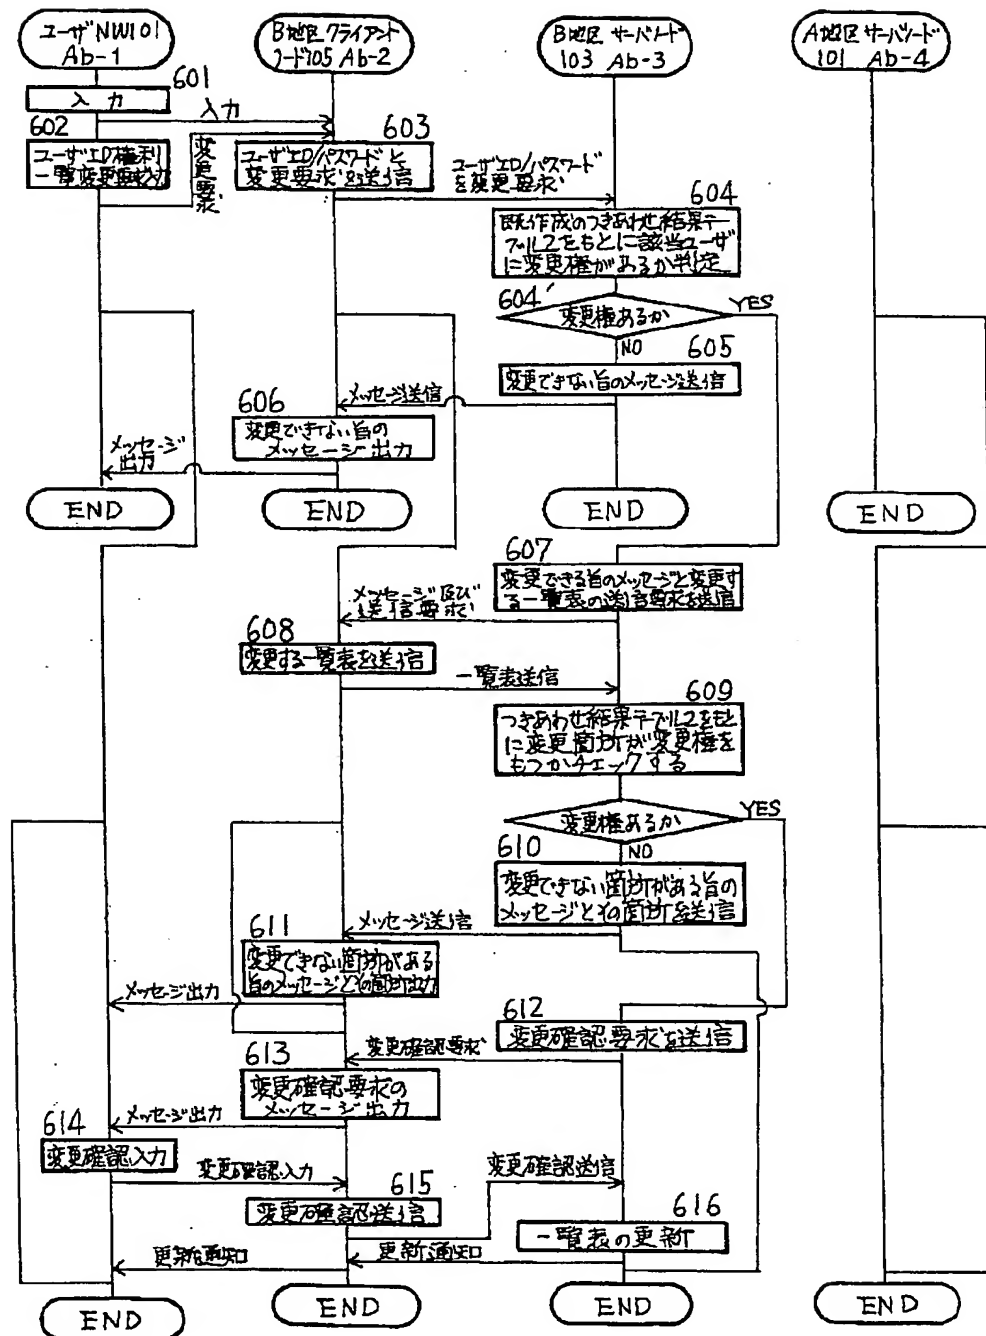 ユーザNW101
Ab-1
B地区クライアント
ノード105 Ab-2
B地区サーバノード
103 Ab-3
A地区サーバノード
101 Ab-4
601
入力
入力
602
ユーザID権利
一覧変更要求入力
変更要求
603
ユーザID/パスワードと
変更要求を送信
ユーザID/パスワード
を変更要求
604
既作成のつきあわせ結果テー
ブル2をもとに該当ユーザ
に変更権があるか判定
604'
変更権あるか
YES
NO
605
変更できない旨のメッセージ送信
メッセージ送信
606
変更できない旨の
メッセージ出力
メッセージ
出力
END
END
END
END
607
変更できる旨のメッセージと変更す
る一覧表の送信要求を送信
メッセージ及び
送信要求
608
変更する一覧表を送信
一覧表送信
609
つきあわせ結果テーブル2をもと
に変更箇所が変更権を
もつかチェックする
変更権あるか
YES
NO
610
変更できない箇所がある旨の
メッセージとその箇所を送信
メッセージ送信
611
変更できない箇所がある
旨のメッセージとその箇所出力
メッセージ出力
612
変更確認要求を送信
変更確認要求
613
変更確認要求の
メッセージ出力
メッセージ出力
614
変更確認入力
変更確認入力
615
変更確認送信
変更確認送信
616
一覧表の更新
更新通知
更新通知
END
END
END
END